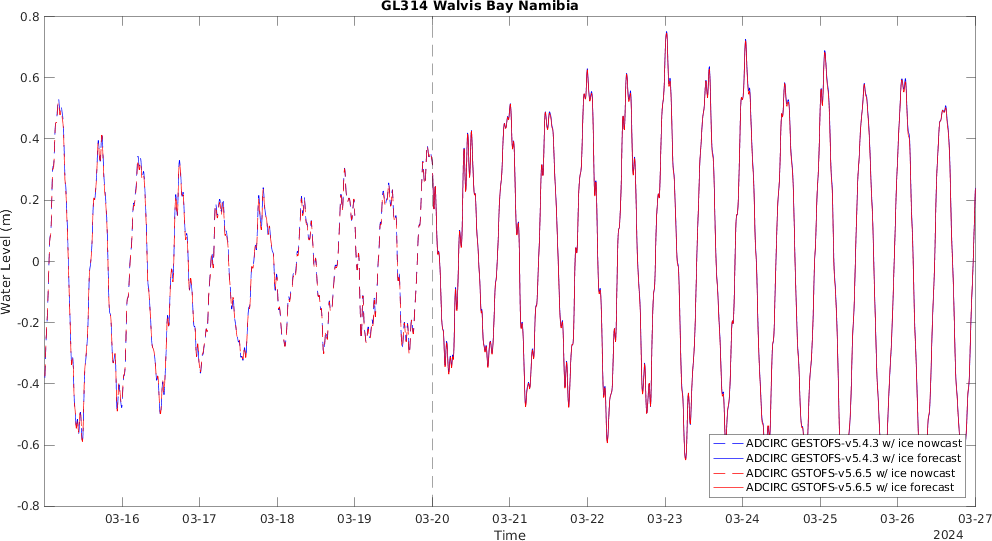 GL314 Walvis Bay Namibia
0.8
0.6
0.4
0.2
0
-0.2
-0.4
-0.6
-0.8
Water Level (m)
ADCIRC GESTOFS-v5.4.3 w/ ice nowcast
ADCIRC GESTOFS-v5.4.3 w/ ice forecast
ADCIRC GSTOFS-v5.6.5 w/ ice nowcast
ADCIRC GSTOFS-v5.6.5 w/ ice forecast
03-16 03-17 03-18 03-19 03-20 03-21 03-22 03-23 03-24 03-25 03-26 03-27
Time
2024